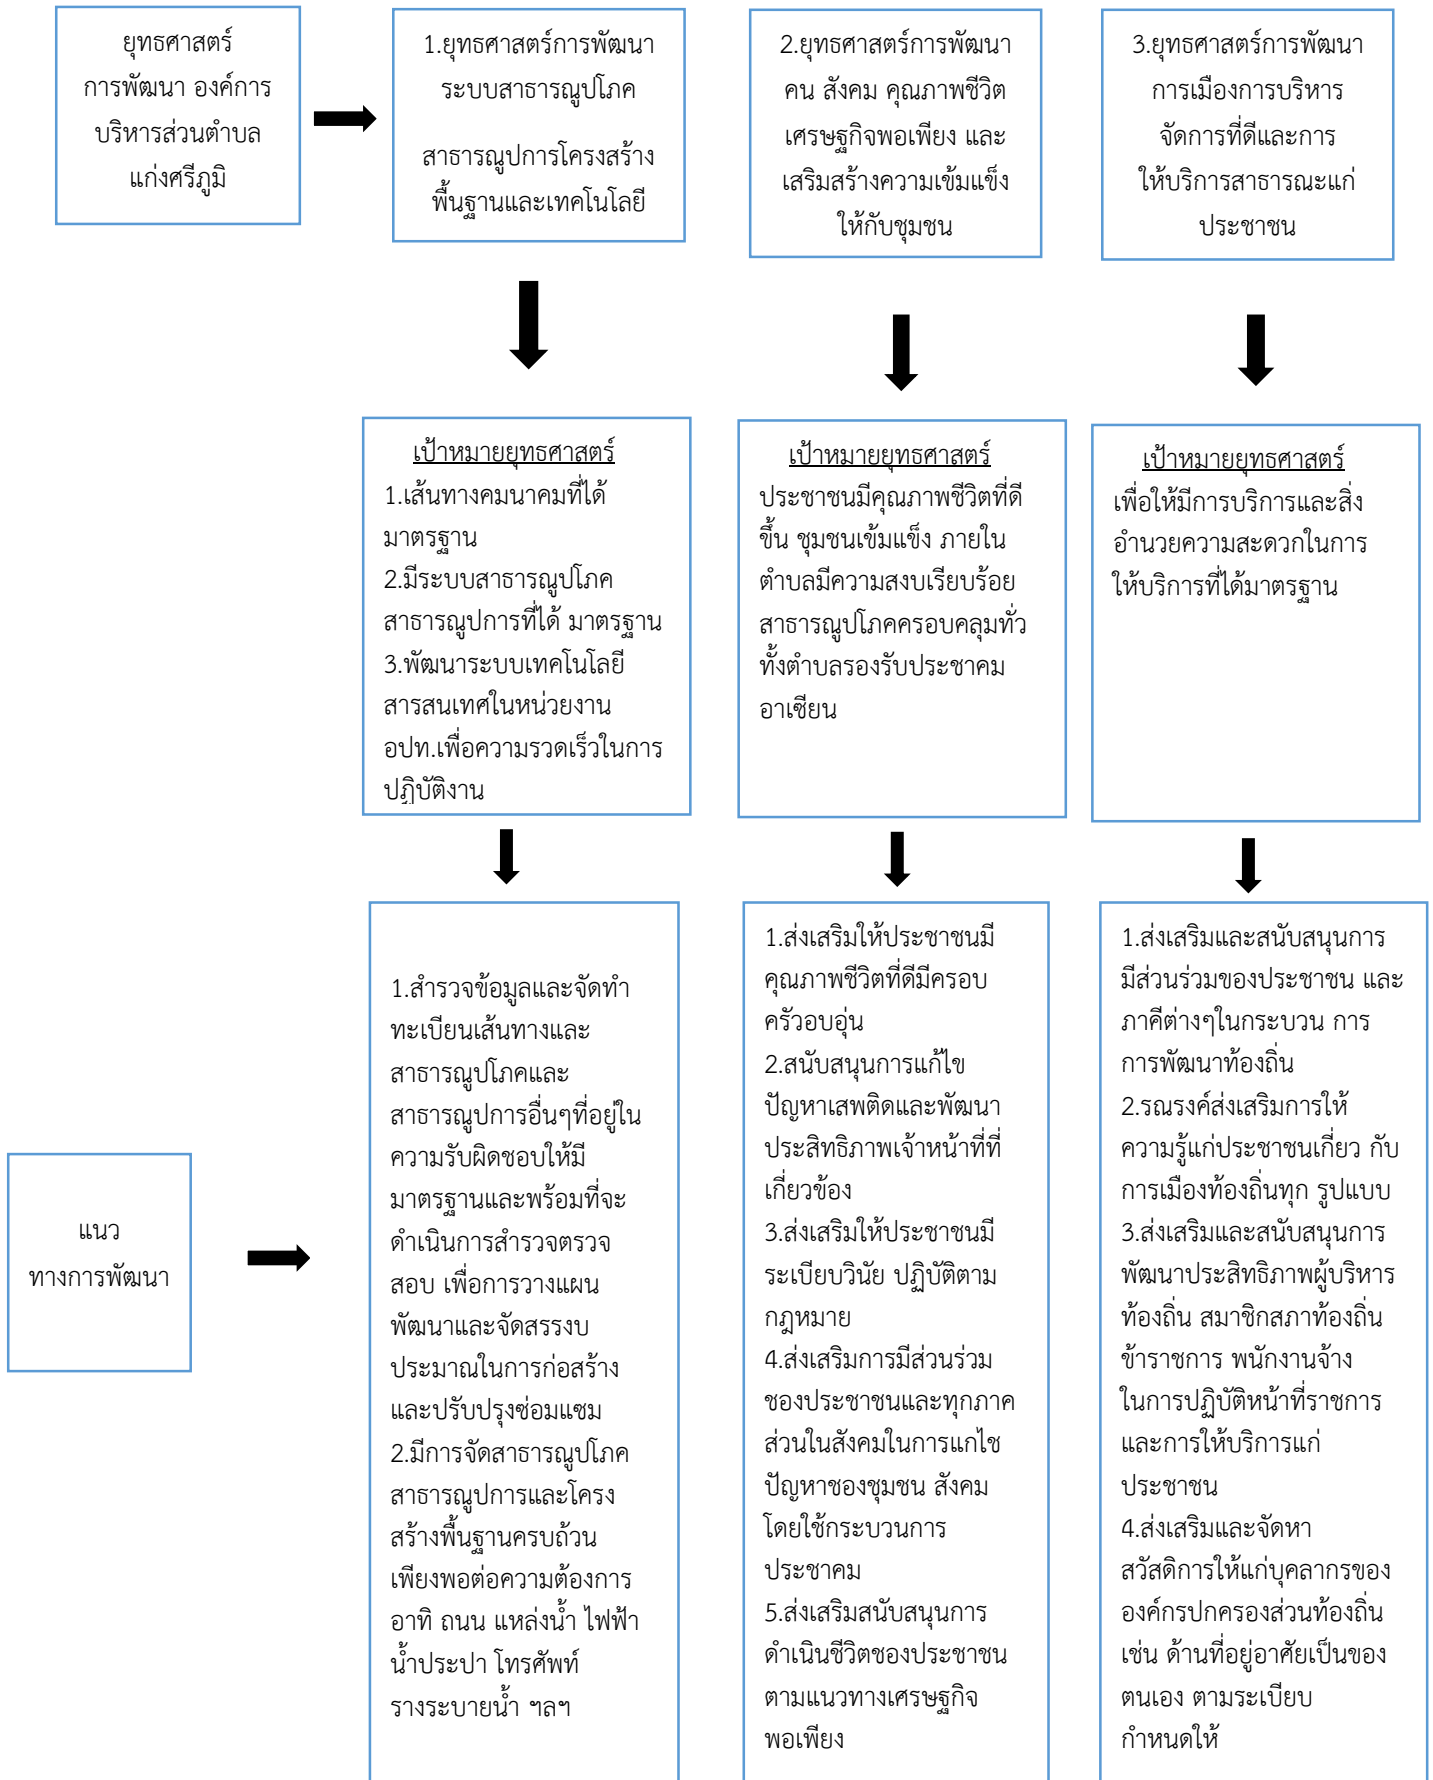 ยุทธศาสตร์
การพัฒนา องค์การ
บริหารส่วนตำบล
แก่งศรีภูมิ
1.ยุทธศาสตร์การพัฒนา
ระบบสาธารณูปโภค
สาธารณูปการโครงสร้าง
พื้นฐานและเทคโนโลยี
2.ยุทธศาสตร์การพัฒนา
คน สังคม คุณภาพชีวิต
เศรษฐกิจพอเพียง และ
เสริมสร้างความเข้มแข็ง
ให้กับชุมชน
3.ยุทธศาสตร์การพัฒนา
การเมืองการบริหาร
จัดการที่ดีและการ
ให้บริการสาธารณะแก่
ประชาชน
เป้าหมายยุทธศาสตร์
1.เส้นทางคมนาคมที่ได้
มาตรฐาน
2.มีระบบสาธารณูปโภค
สาธารณูปการที่ได้ มาตรฐาน
3.พัฒนาระบบเทคโนโลยี
สารสนเทศในหน่วยงาน
อปท.เพื่อความรวดเร็วในการ
ปฏิบัติงาน
เป้าหมายยุทธศาสตร์
ประชาชนมีคุณภาพชีวิตที่ดี
ขึ้น ชุมชนเข้มแข็ง ภายใน
ตำบลมีความสงบเรียบร้อย
สาธารณูปโภคครอบคลุมทั่ว
ทั้งตำบลรองรับประชาคม
อาเซียน
เป้าหมายยุทธศาสตร์
เพื่อให้มีการบริการและสิ่ง
อำนวยความสะดวกในการ
ให้บริการที่ได้มาตรฐาน
แนว
ทางการพัฒนา
1.สำรวจข้อมูลและจัดทำ
ทะเบียนเส้นทางและ
สาธารณูปโภคและ
สาธารณูปการอื่นๆที่อยู่ใน
ความรับผิดชอบให้มี
มาตรฐานและพร้อมที่จะ
ดำเนินการสำรวจตรวจ
สอบ เพื่อการวางแผน
พัฒนาและจัดสรรงบ
ประมาณในการก่อสร้าง
และปรับปรุงซ่อมแซม
2.มีการจัดสาธารณูปโภค
สาธารณูปการและโครง
สร้างพื้นฐานครบถ้วน
เพียงพอต่อความต้องการ
อาทิ ถนน แหล่งน้ำ ไฟฟ้า
น้ำประปา โทรศัพท์
รางระบายน้ำ ฯลฯ
1.ส่งเสริมให้ประชาชนมี
คุณภาพชีวิตที่ดีมีครอบ
ครัวอบอุ่น
2.สนับสนุนการแก้ไข
ปัญหาเสพติดและพัฒนา
ประสิทธิภาพเจ้าหน้าที่ที่
เกี่ยวข้อง
3.ส่งเสริมให้ประชาชนมี
ระเบียบวินัย ปฏิบัติตาม
กฎหมาย
4.ส่งเสริมการมีส่วนร่วม
ชองประชาชนและทุกภาค
ส่วนในสังคมในการแกไช
ปัญหาชองชุมชน สังคม
โดยใช้กระบวนการ
ประชาคม
5.ส่งเสริมสนับสนุนการ
ดำเนินชีวิตชองประชาชน
ตามแนวทางเศรษฐกิจ
พอเพียง
1.ส่งเสริมและสนับสนุนการ
มีส่วนร่วมของประชาชน และ
ภาคีต่างๆในกระบวน การ
การพัฒนาท้องถิ่น
2.รณรงค์ส่งเสริมการให้
ความรู้แก่ประชาชนเกี่ยว กับ
การเมืองท้องถิ่นทุก รูปแบบ
3.ส่งเสริมและสนับสนุนการ
พัฒนาประสิทธิภาพผู้บริหาร
ท้องถิ่น สมาชิกสภาท้องถิ่น
ข้าราชการ พนักงานจ้าง
ในการปฏิบัติหน้าที่ราชการ
และการให้บริการแก่
ประชาชน
4.ส่งเสริมและจัดหา
สวัสดิการให้แก่บุคลากรของ
องค์กรปกครองส่วนท้องถิ่น
เช่น ด้านที่อยู่อาศัยเป็นของ
ตนเอง ตามระเบียบ
กำหนดให้